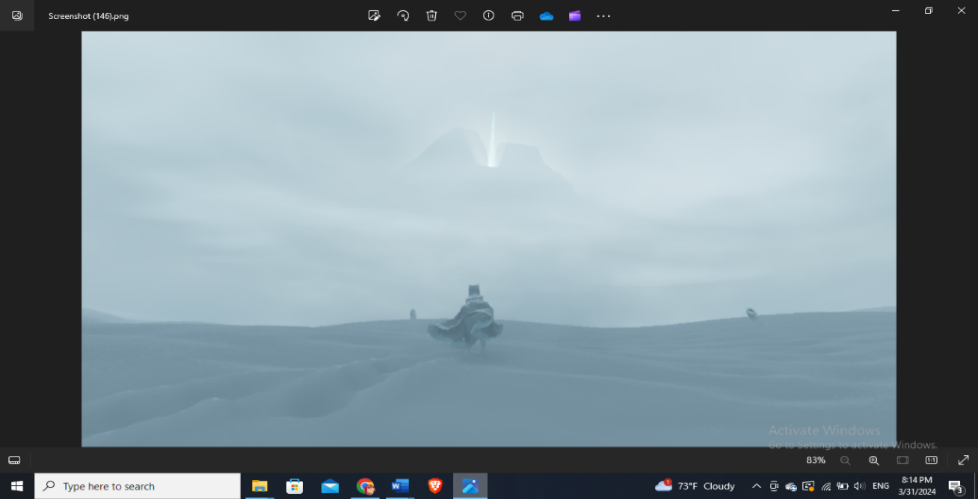 Screenshot (146).png
Activate Windows
Go to Settings to activate Windows.
83%
Type here to search
73°F Cloudy
ENG
8:14 PM
3/31/2024